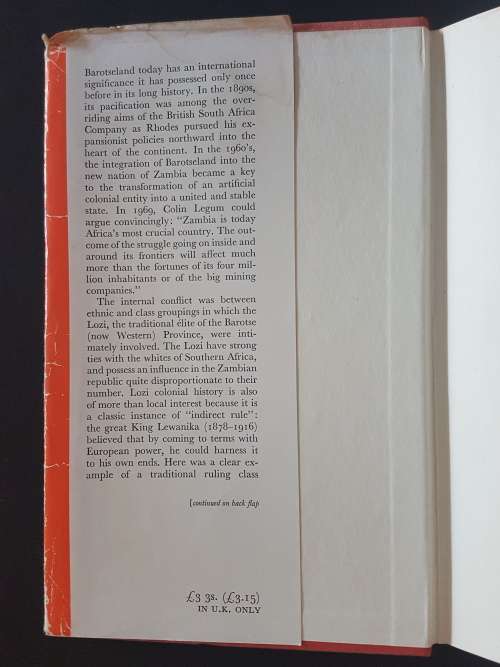 Barotseland today has an international
significance it has possessed only once
before in its long history. In the 1890s,
its pacification was among the over-
riding aims of the British South Africa
Company as Rhodes pursued his ex-
pansionist policies northward into the
heart of the continent. In the 1960's,
the integration of Barotseland into the
new nation of Zambia became a key
to the transformation of an artificial
colonial entity into a united and stable
state. In 1969, Colin Legum could
argue convincingly: "Zambia is today
Africa's most crucial country. The out-
come of the struggle going on inside and
around its frontiers will affect much
more than the fortunes of its four mil-
lion inhabitants or of the big mining
companies."
The internal conflict was between
ethnic and class groupings in which the
Lozi, the traditional élite of the Barotse
(now Western) Province, were inti-
mately involved. The Lozi have strong
ties with the whites of Southern Africa,
and possess an influence in the Zambian
republic quite disproportionate to their
number. Lozi colonial history is also
of more than local interest because it is
a classic instance of "indirect rule":
the great King Lewanika (1878–1916)
believed that by coming to terms with
European power, he could harness it
to his own ends. Here was a clear ex-
ample of a traditional ruling class
[continued on back flap
£3 3s. (£3.15)
IN U.K. ONLY